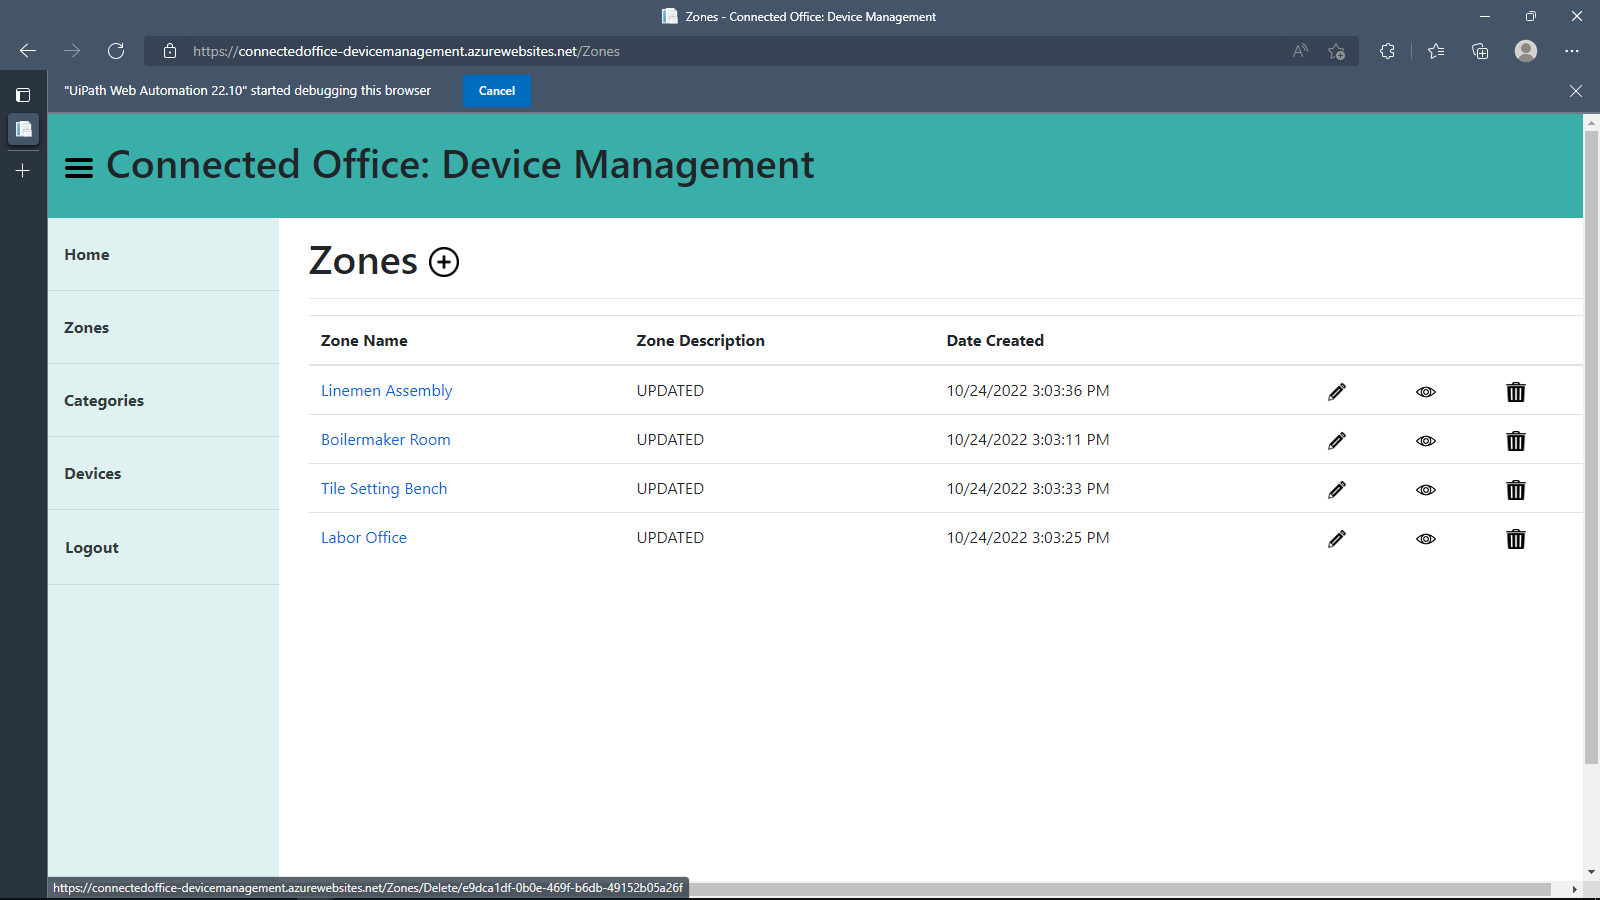 Zones - Connected Office: Device Management
https://connectedoffice-devicemanagement.azurewebsites.net/Zones
"UiPath Web Automation 22.10" started debugging this browser
Cancel
Connected Office: Device Management
Home
Zones
Categories
Devices
Logout
Zones
Zone Name Zone Description Date Created
Linemen Assembly UPDATED 10/24/2022 3:03:36 PM
Boilermaker Room UPDATED 10/24/2022 3:03:11 PM
Tile Setting Bench UPDATED 10/24/2022 3:03:33 PM
Labor Office UPDATED 10/24/2022 3:03:25 PM
https://connectedoffice-devicemanagement.azurewebsites.net/Zones/Delete/e9dca1df-0b0e-469f-b6db-49152b05a26f